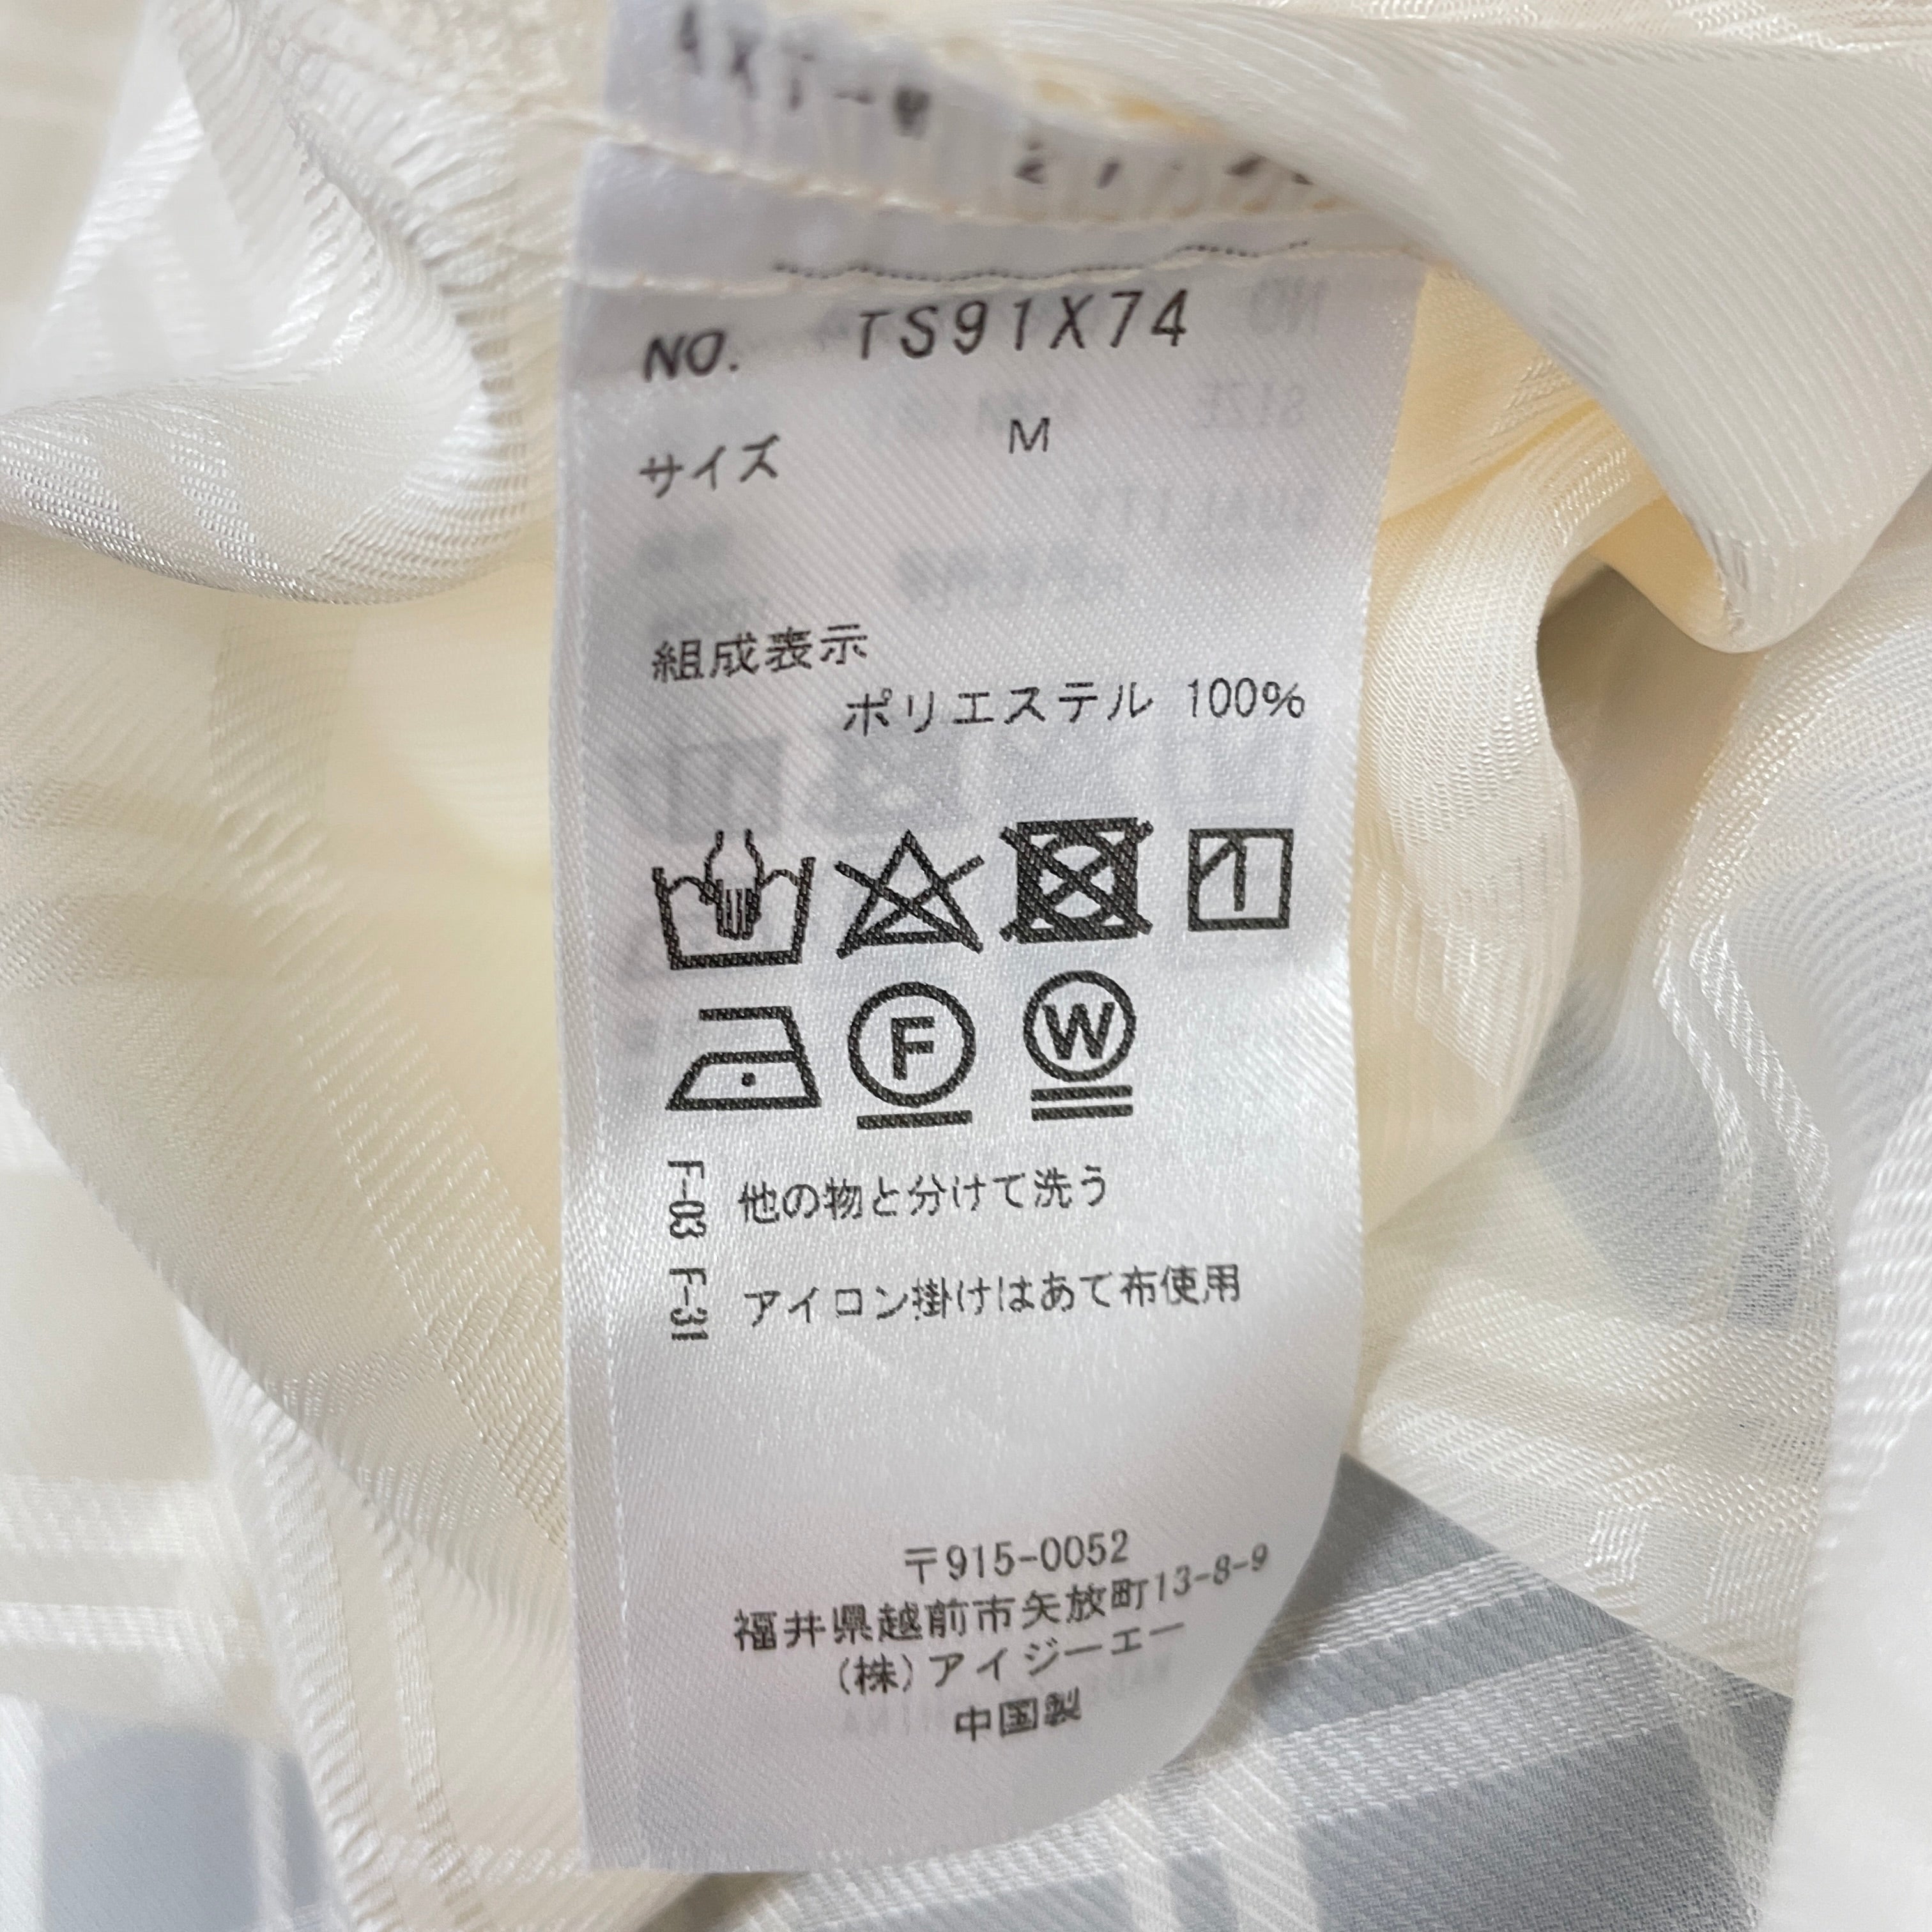 NO. TS91X74
サイズ M
組成表示
ポリエステル 100%
F
W
F-03 他の物と分けて洗う
F-31 アイロン掛けはあて布使用
〒915-0052
福井県越前市矢放町13-8-9
(株)アイジーエー
中国製